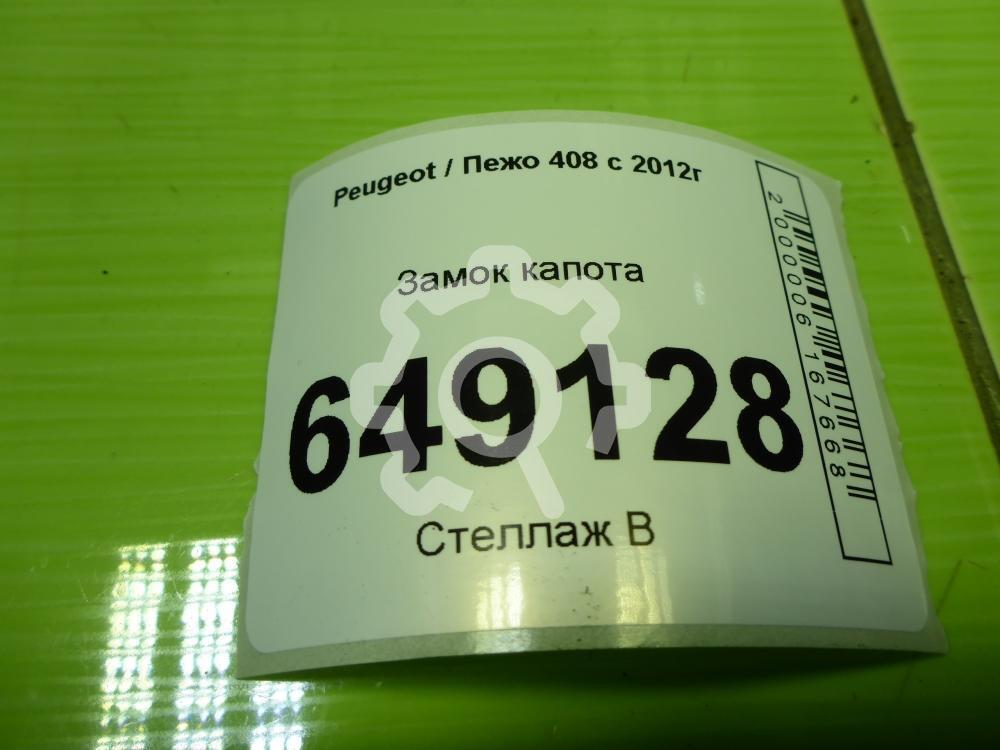 Peugeot / Пежо 408 с 2012г
Замок капота
649128
Стеллаж В
2000006167668